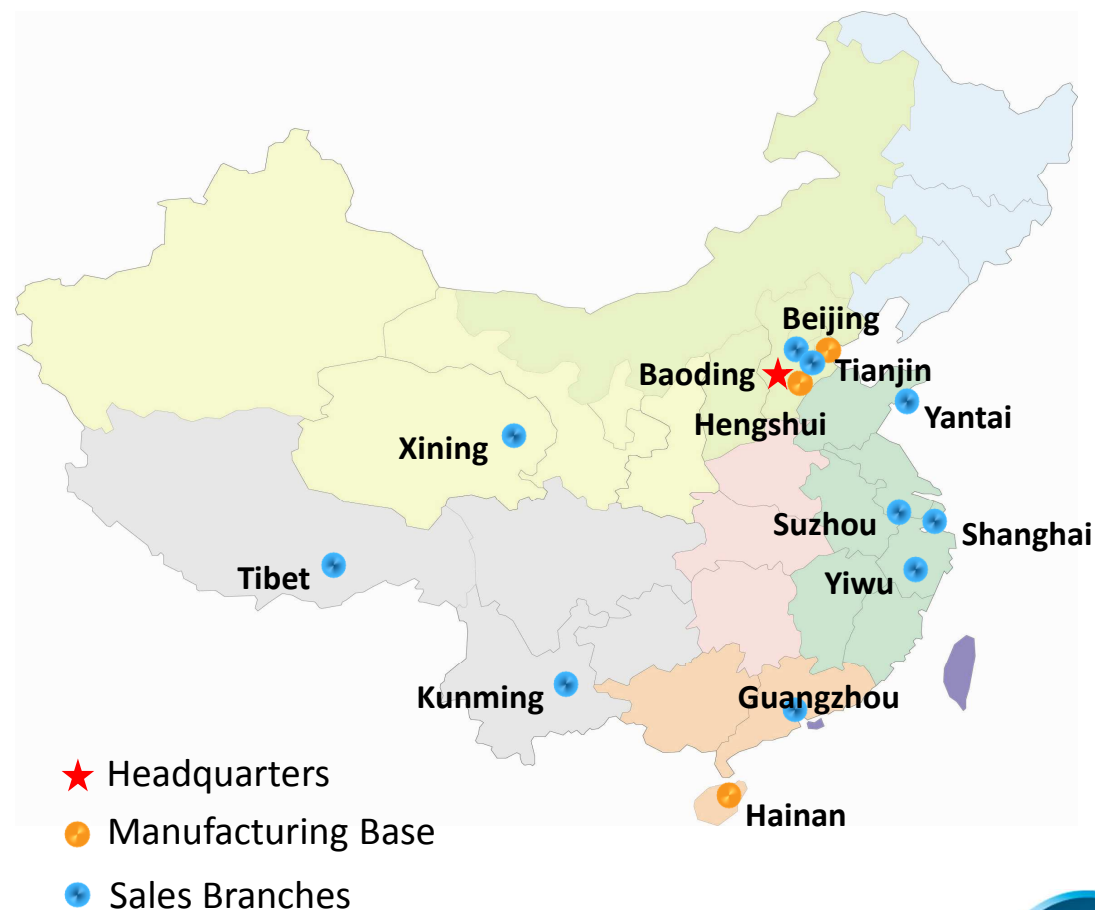 Beijing
Baoding
Tianjin
Hengshui
Yantai
Xining
Suzhou
Shanghai
Tibet
Yiwu
Kunming
Guangzhou
Hainan
Headquarters
Manufacturing Base
Sales Branches